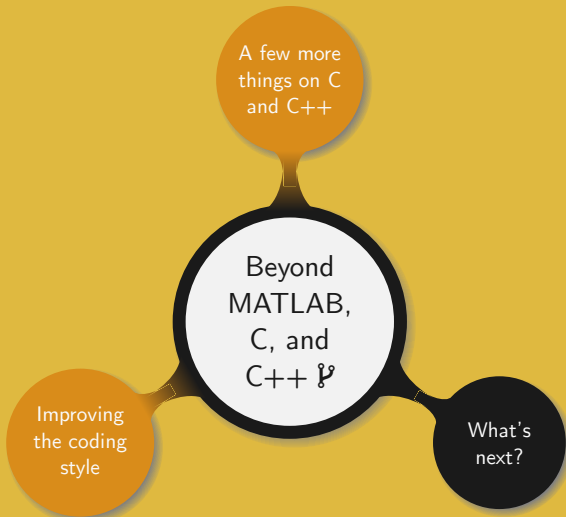 A few more
things on C
and C++
Beyond
MATLAB,
C, and
C++
Improving
the coding
style
What's
next?